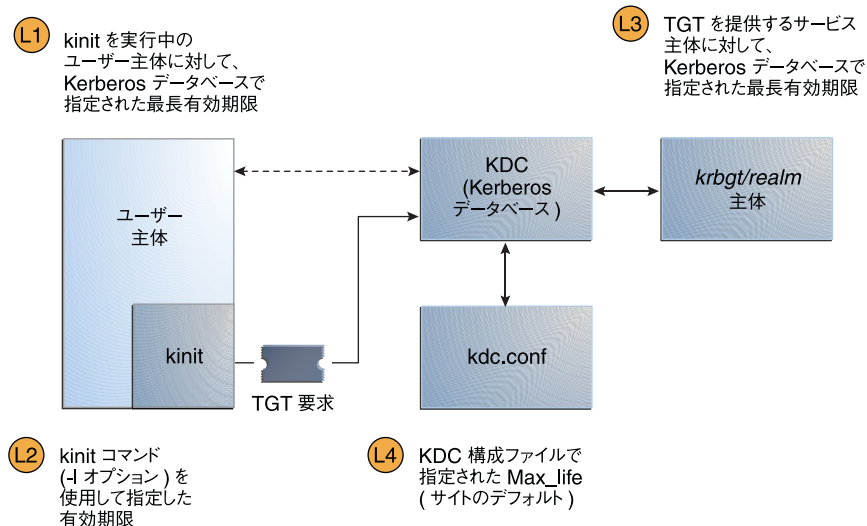 L1
kinit を実行中の
ユーザー主体に対して、
Kerberos データベースで
指定された最長有効期限
L3
TGT を提供するサービス
主体に対して、
Kerberos データベースで
指定された最長有効期限
ユーザー
主体
KDC
(Kerberos
データベース )
krbgt/realm
主体
kinit
TGT 要求
kdc.conf
L2
kinit コマンド
(-l オプション ) を
使用して指定した
有効期限
L4
KDC 構成ファイルで
指定された Max_life
( サイトのデフォルト )